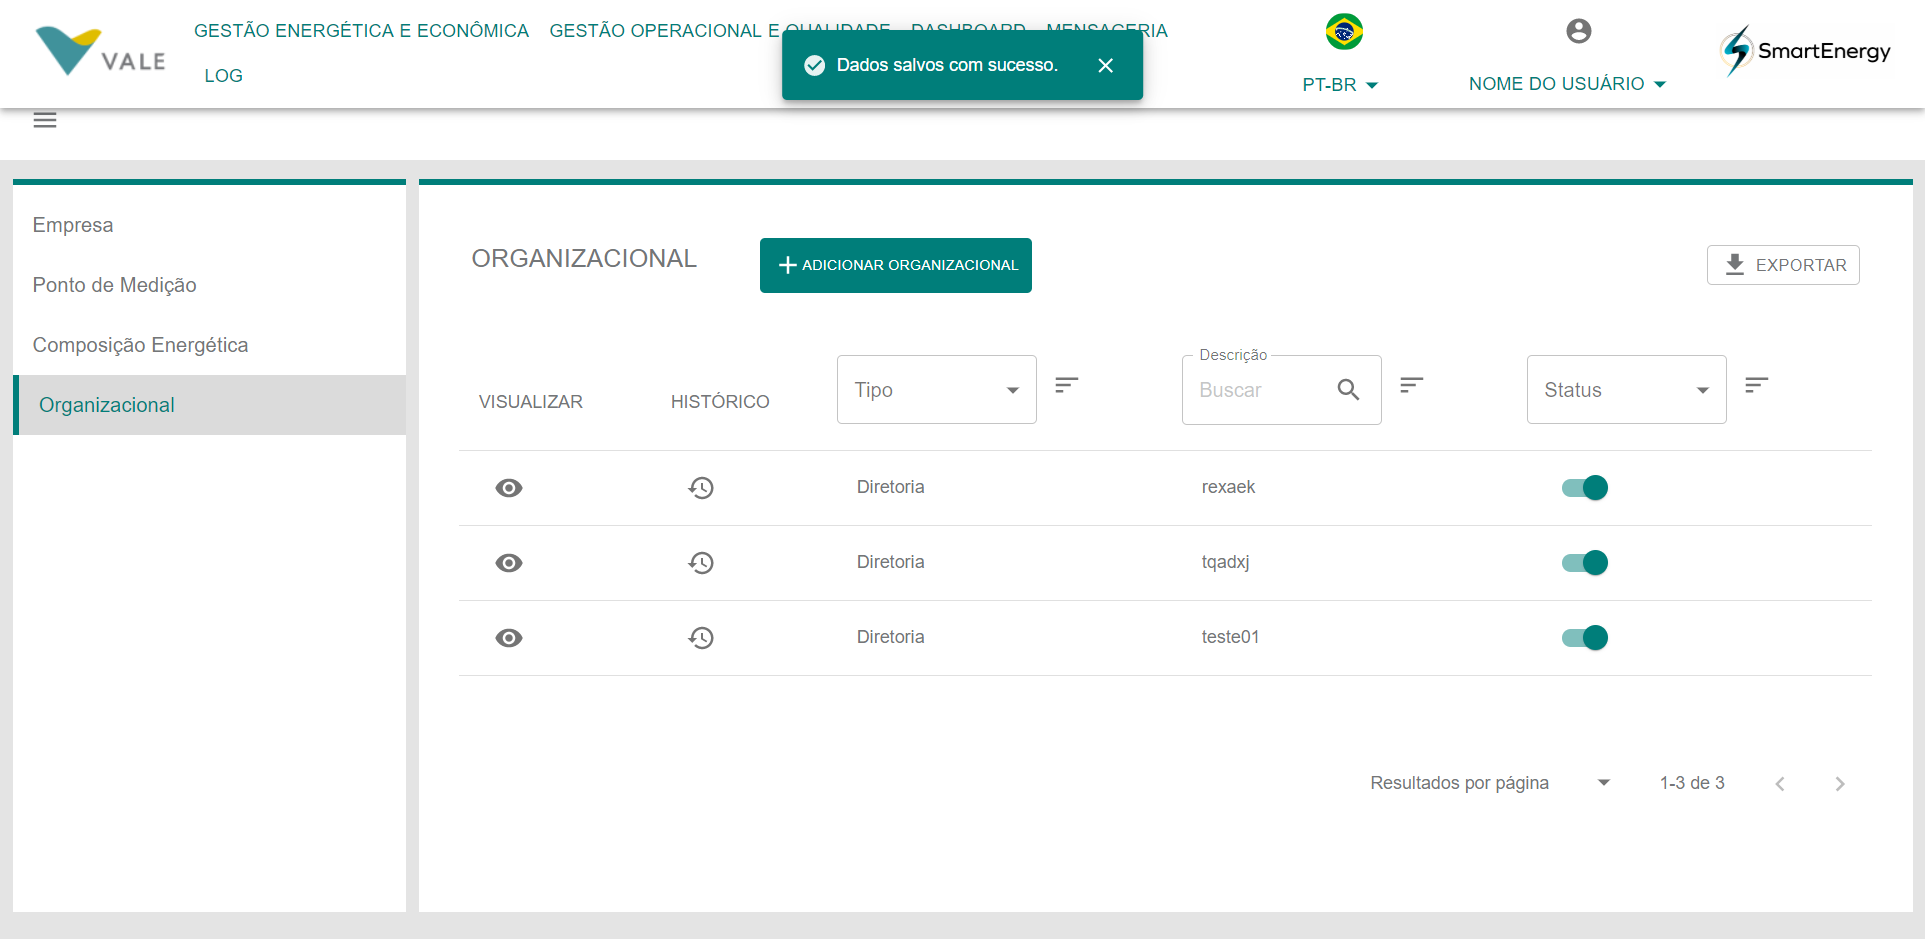 VALE
GESTÃO ENERGÉTICA E ECONÔMICA
GESTÃO OPERACIONAL E QUALIDADE
DASHBOARD
MENSAGERIA
LOG
Dados salvos com sucesso.
PT-BR
NOME DO USUÁRIO
SmartEnergy
Empresa
Ponto de Medição
Composição Energética
Organizacional
ORGANIZACIONAL
ADICIONAR ORGANIZACIONAL
EXPORTAR
VISUALIZAR
HISTÓRICO
Tipo
Descrição
Buscar
Status
Diretoria rexaek
Diretoria tqadxj
Diretoria teste01
Resultados por página
1-3 de 3